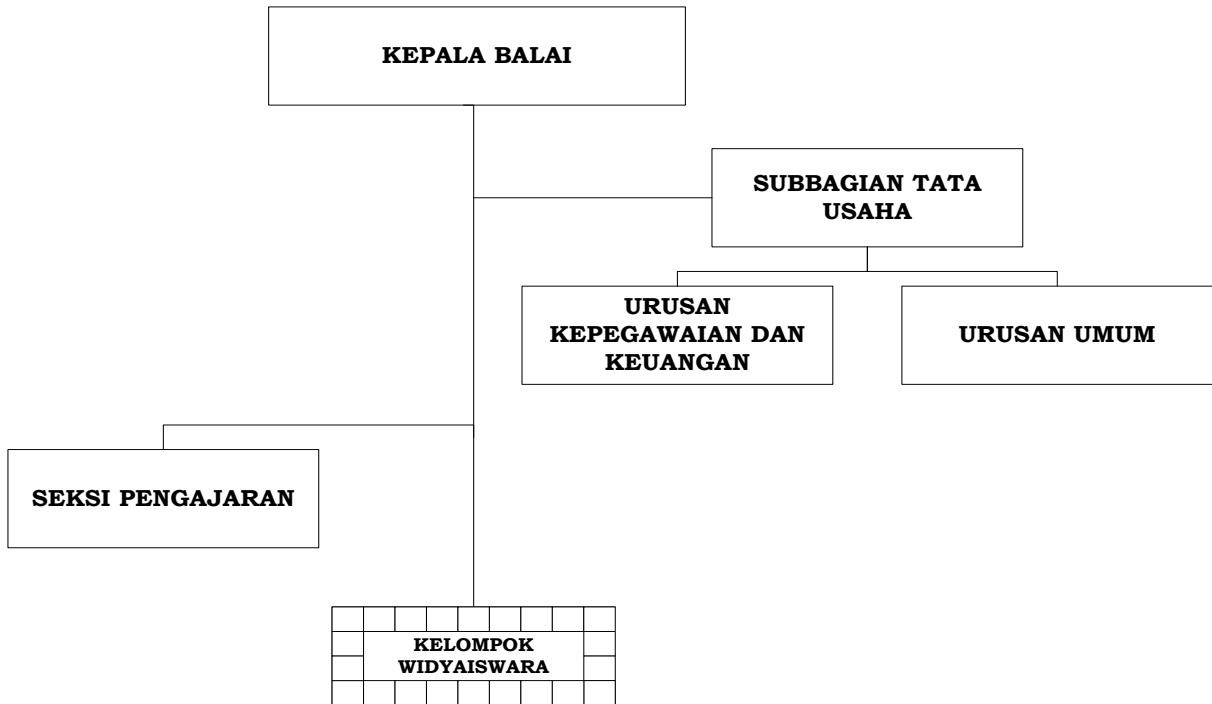 KEPALA BALAI
SUBBAGIAN TATA
USAHA
URUSAN
KEPEGAWAIAN DAN
KEUANGAN
URUSAN UMUM
SEKSI PENGAJARAN
KELOMPOK
WIDYAISWARA